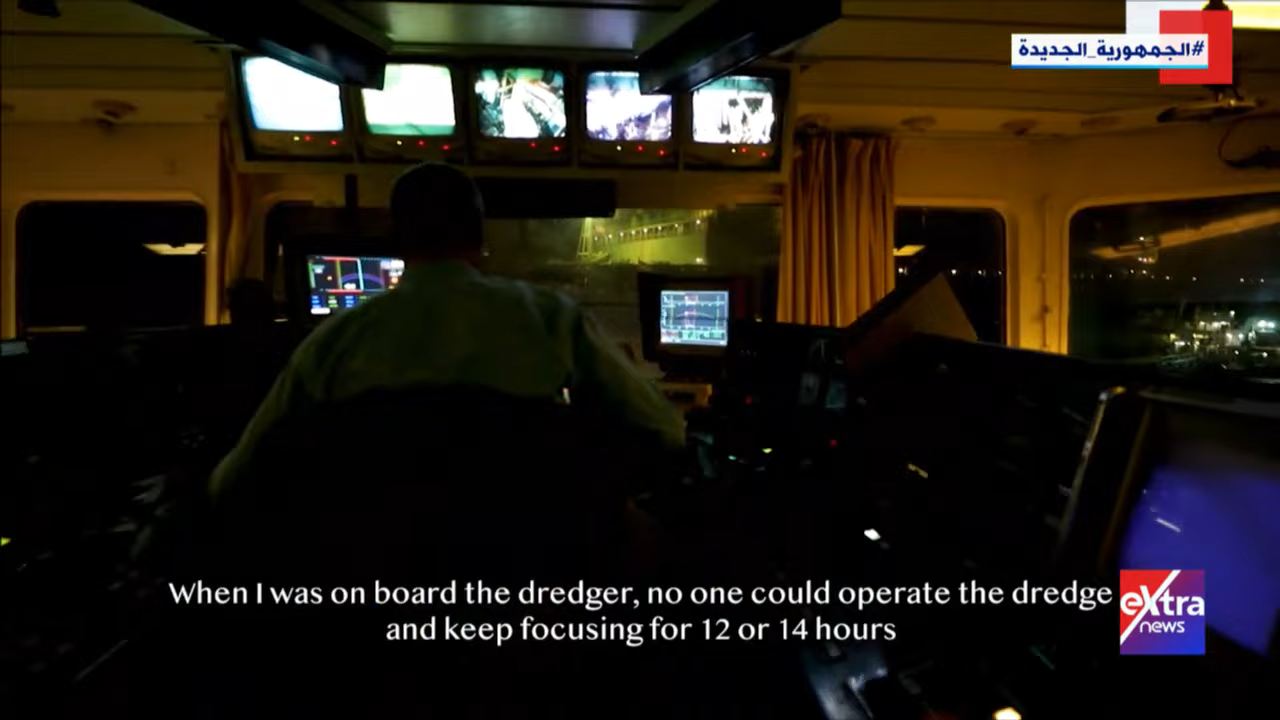 #الجمهورية_الجديدة
When I was on board the dredger, no one could operate the dredge
and keep focusing for 12 or 14 hours
eXtra
news